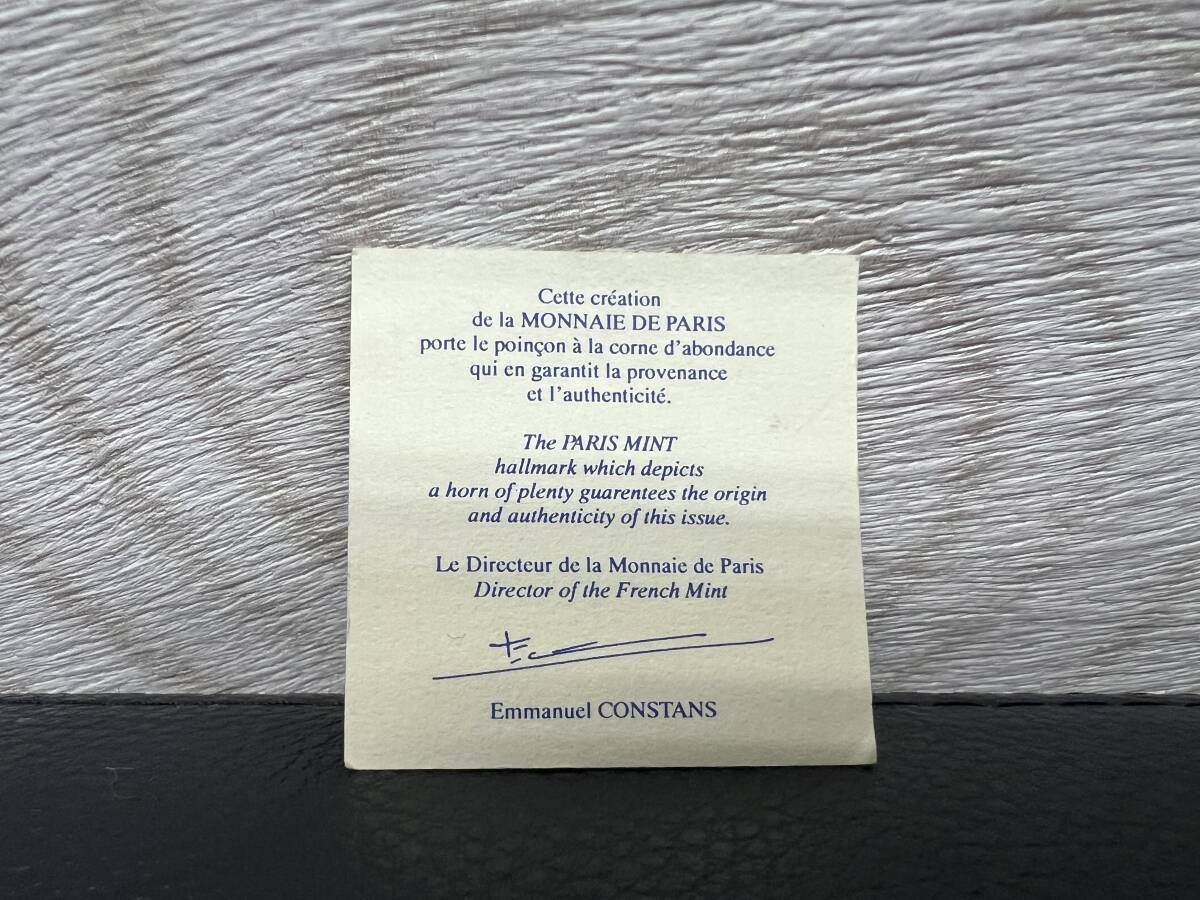 Cette création
de la MONNAIE DE PARIS
porte le poinçon à la corne d'abondance
qui en garantit la provenance
et l'authenticité.
The PARIS MINT
hallmark which depicts
a horn of plenty guarentees the origin
and authenticity of this issue.
Le Directeur de la Monnaie de Paris
Director of the French Mint
Emmanuel CONSTANS